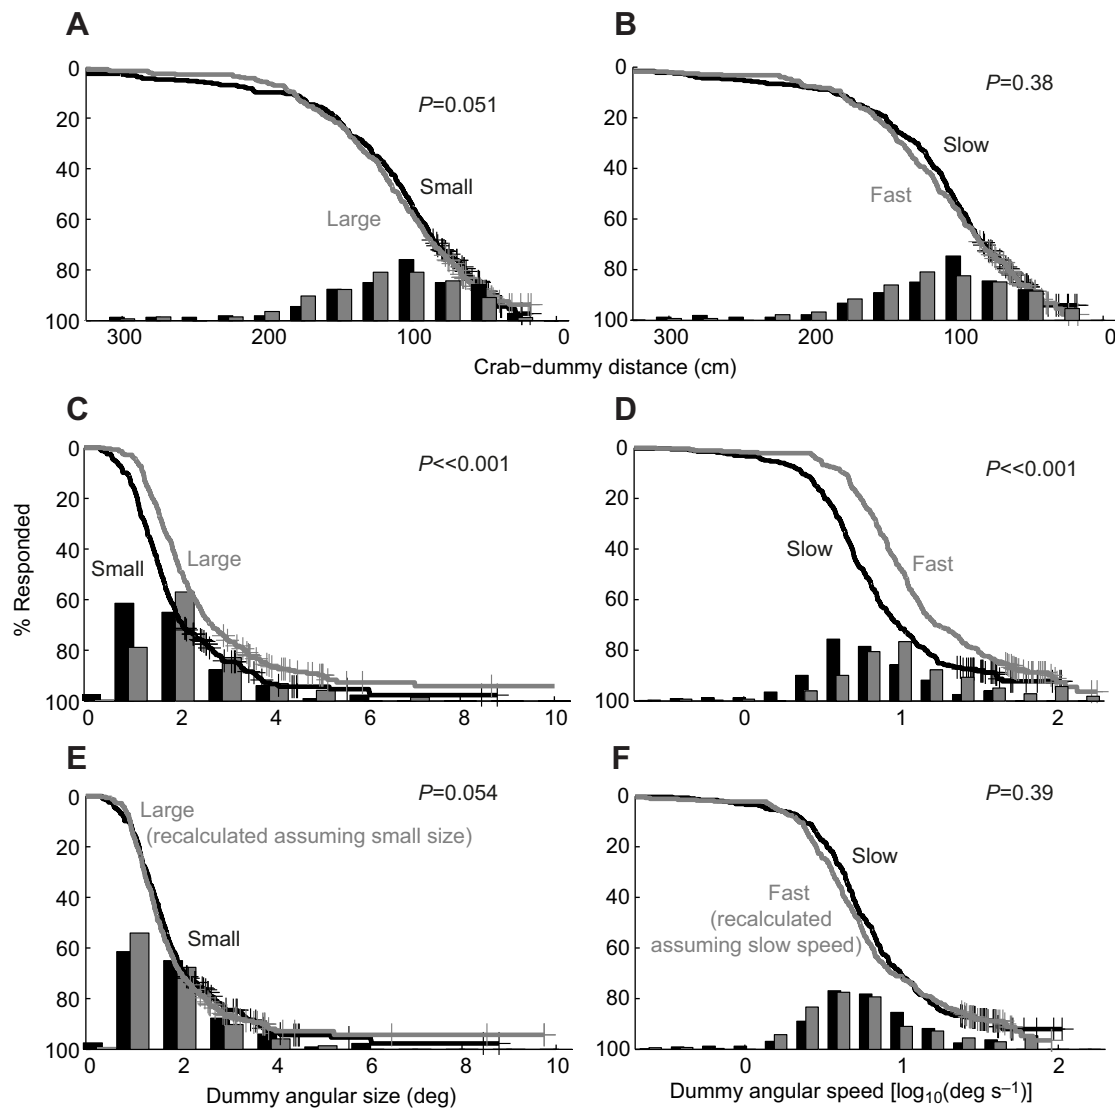 A
B
0
20
40
60
80
100
P=0.051
Small
Large
300
200
100
0
0
20
40
60
80
100
P=0.38
Slow
Fast
300
200
100
0
Crab−dummy distance (cm)
C
D
% Responded
0
20
40
60
80
100
P<<0.001
Small
Large
0
2
4
6
8
10
0
20
40
60
80
100
P<<0.001
Slow
Fast
0
1
2
E
F
0
20
40
60
80
100
P=0.054
Large
(recalculated assuming small size)
Small
0
2
4
6
8
10
Dummy angular size (deg)
0
20
40
60
80
100
P=0.39
Slow
Fast
(recalculated
assuming slow speed)
0
1
2
Dummy angular speed [log₁₀(deg s⁻¹)]